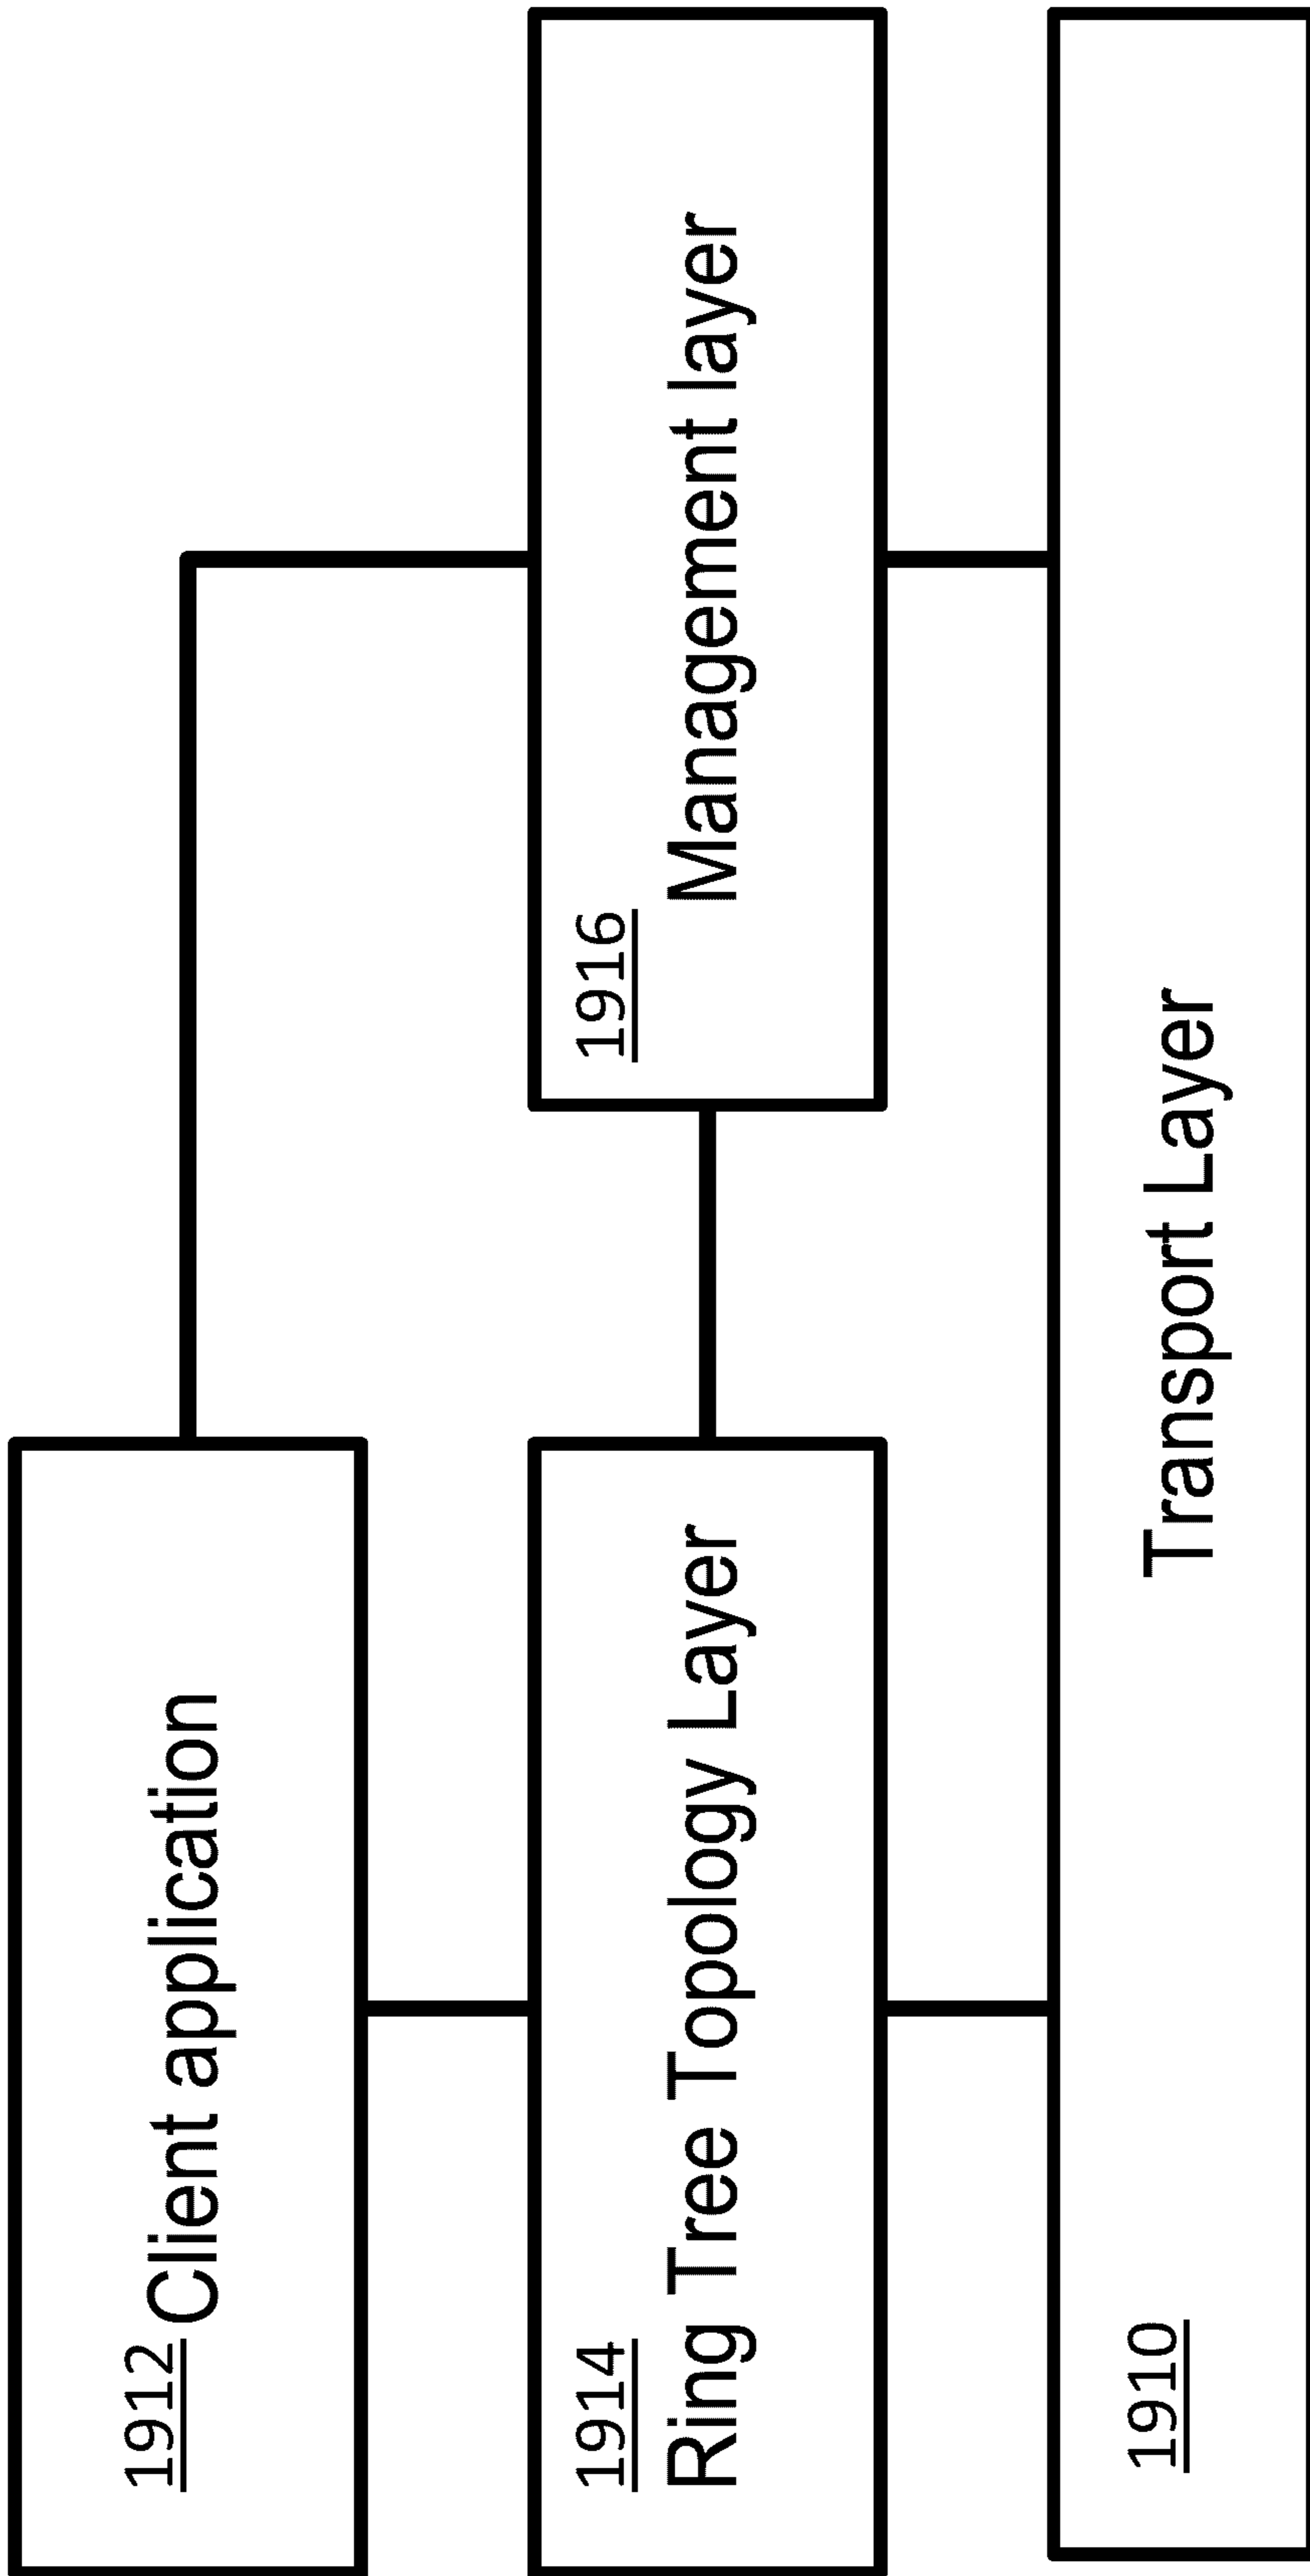 1912
Client application
1914
Ring Tree Topology Layer
1916
Management layer
1910
Transport Layer